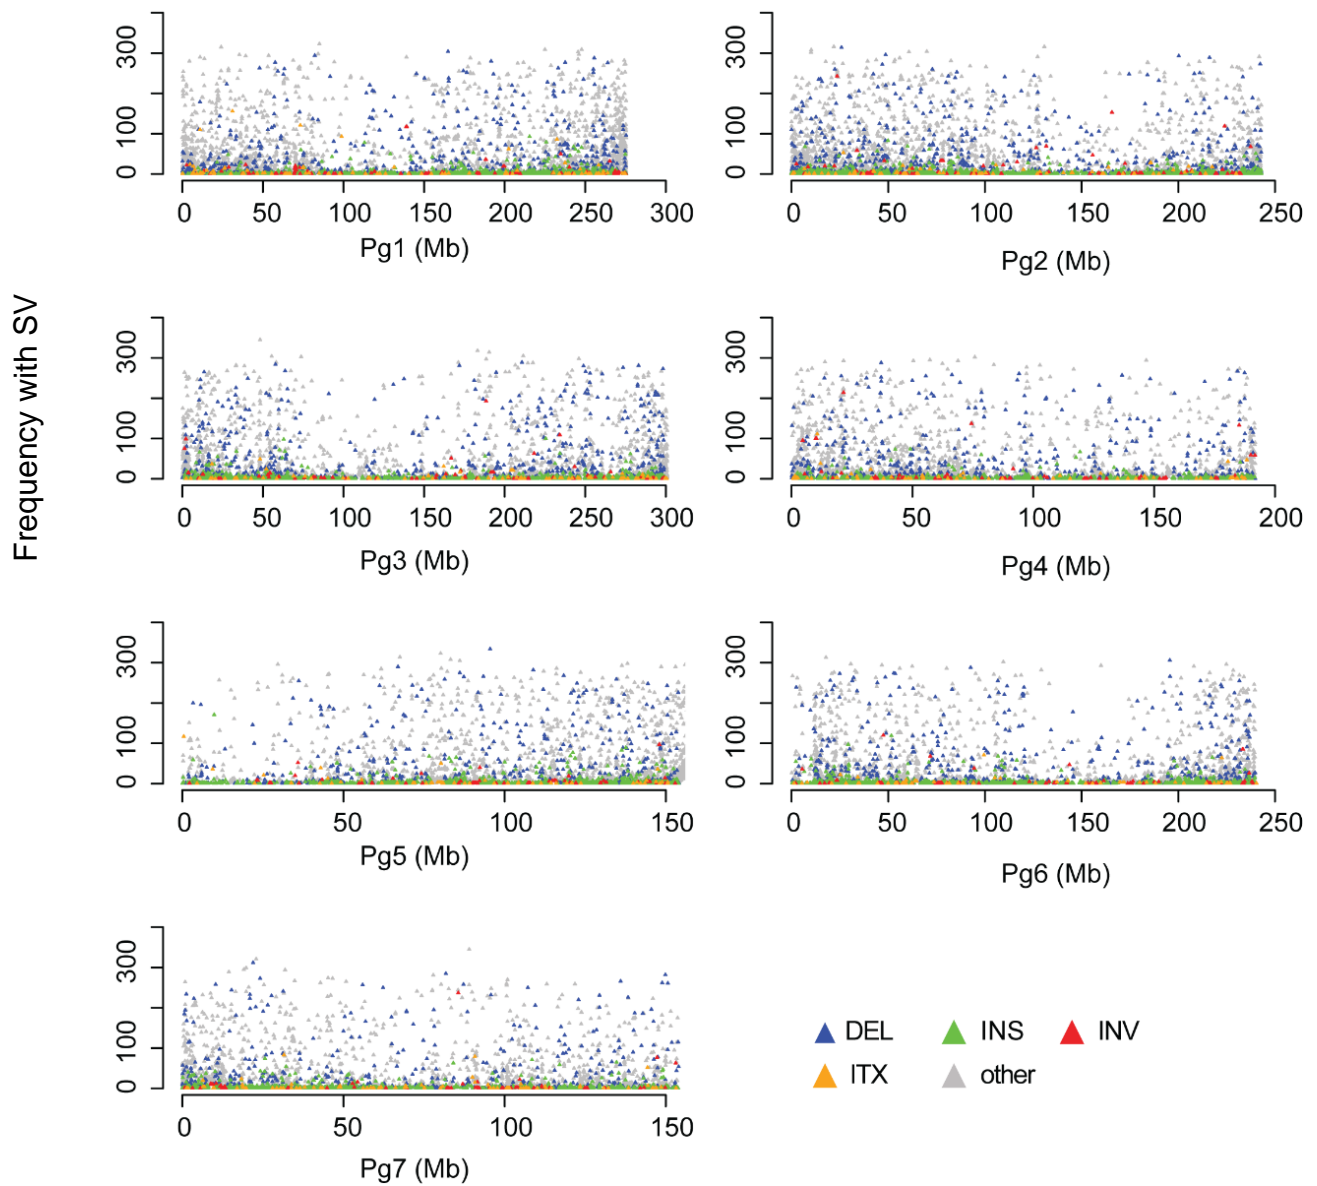 Frequency with SV
300
100
0
0 50 100 150 200 250 300
Pg1 (Mb)
300
100
0
0 50 100 150 200 250
Pg2 (Mb)
300
100
0
0 50 100 150 200 250 300
Pg3 (Mb)
300
100
0
0 50 100 150 200
Pg4 (Mb)
300
100
0
0 50 100 150
Pg5 (Mb)
300
100
0
0 50 100 150 200 250
Pg6 (Mb)
300
100
0
0 50 100 150
Pg7 (Mb)
DEL INS INV
ITX other